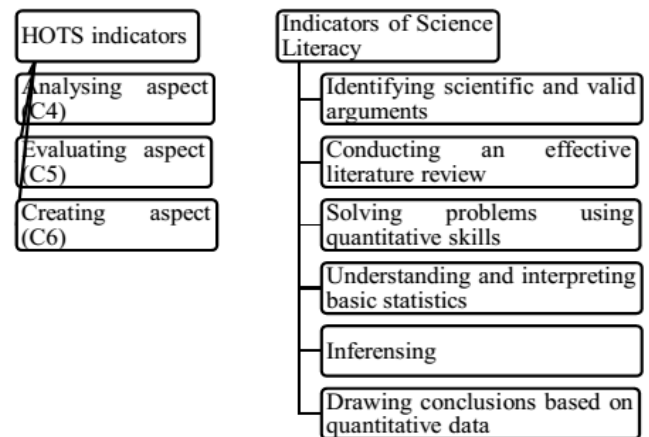 HOTS indicators
Analysing aspect
(C4)
Evaluating aspect
(C5)
Creating aspect
(C6)
Indicators of Science
Literacy
Identifying scientific and valid
arguments
Conducting an effective
literature review
Solving problems using
quantitative skills
Understanding and interpreting
basic statistics
Inferensing
Drawing conclusions based on
quantitative data